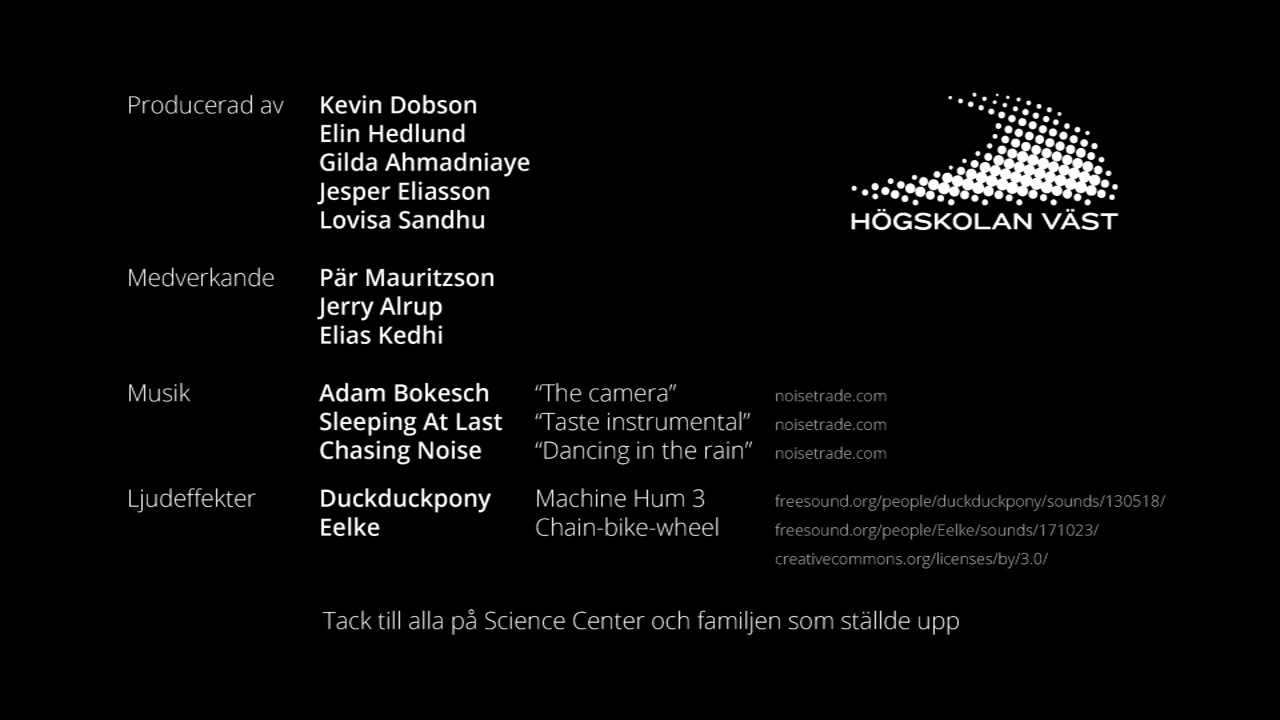 Producerad av Kevin Dobson
Elin Hedlund
Gilda Ahmadniaye
Jesper Eliasson
Lovisa Sandhu
HÖGSKOLAN VÄST
Medverkande Pär Mauritzson
Jerry Alrup
Elias Kedhi
Musik Adam Bokesch “The camera” noisetrade.com
Sleeping At Last “Taste instrumental” noisetrade.com
Chasing Noise “Dancing in the rain” noisetrade.com
Ljudeffekter Duckduckpony Machine Hum 3 freesound.org/people/duckduckpony/sounds/130518/
Eelke Chain-bike-wheel freesound.org/people/Eelke/sounds/171023/
creativecommons.org/licenses/by/3.0/
Tack till alla på Science Center och familjen som ställde upp